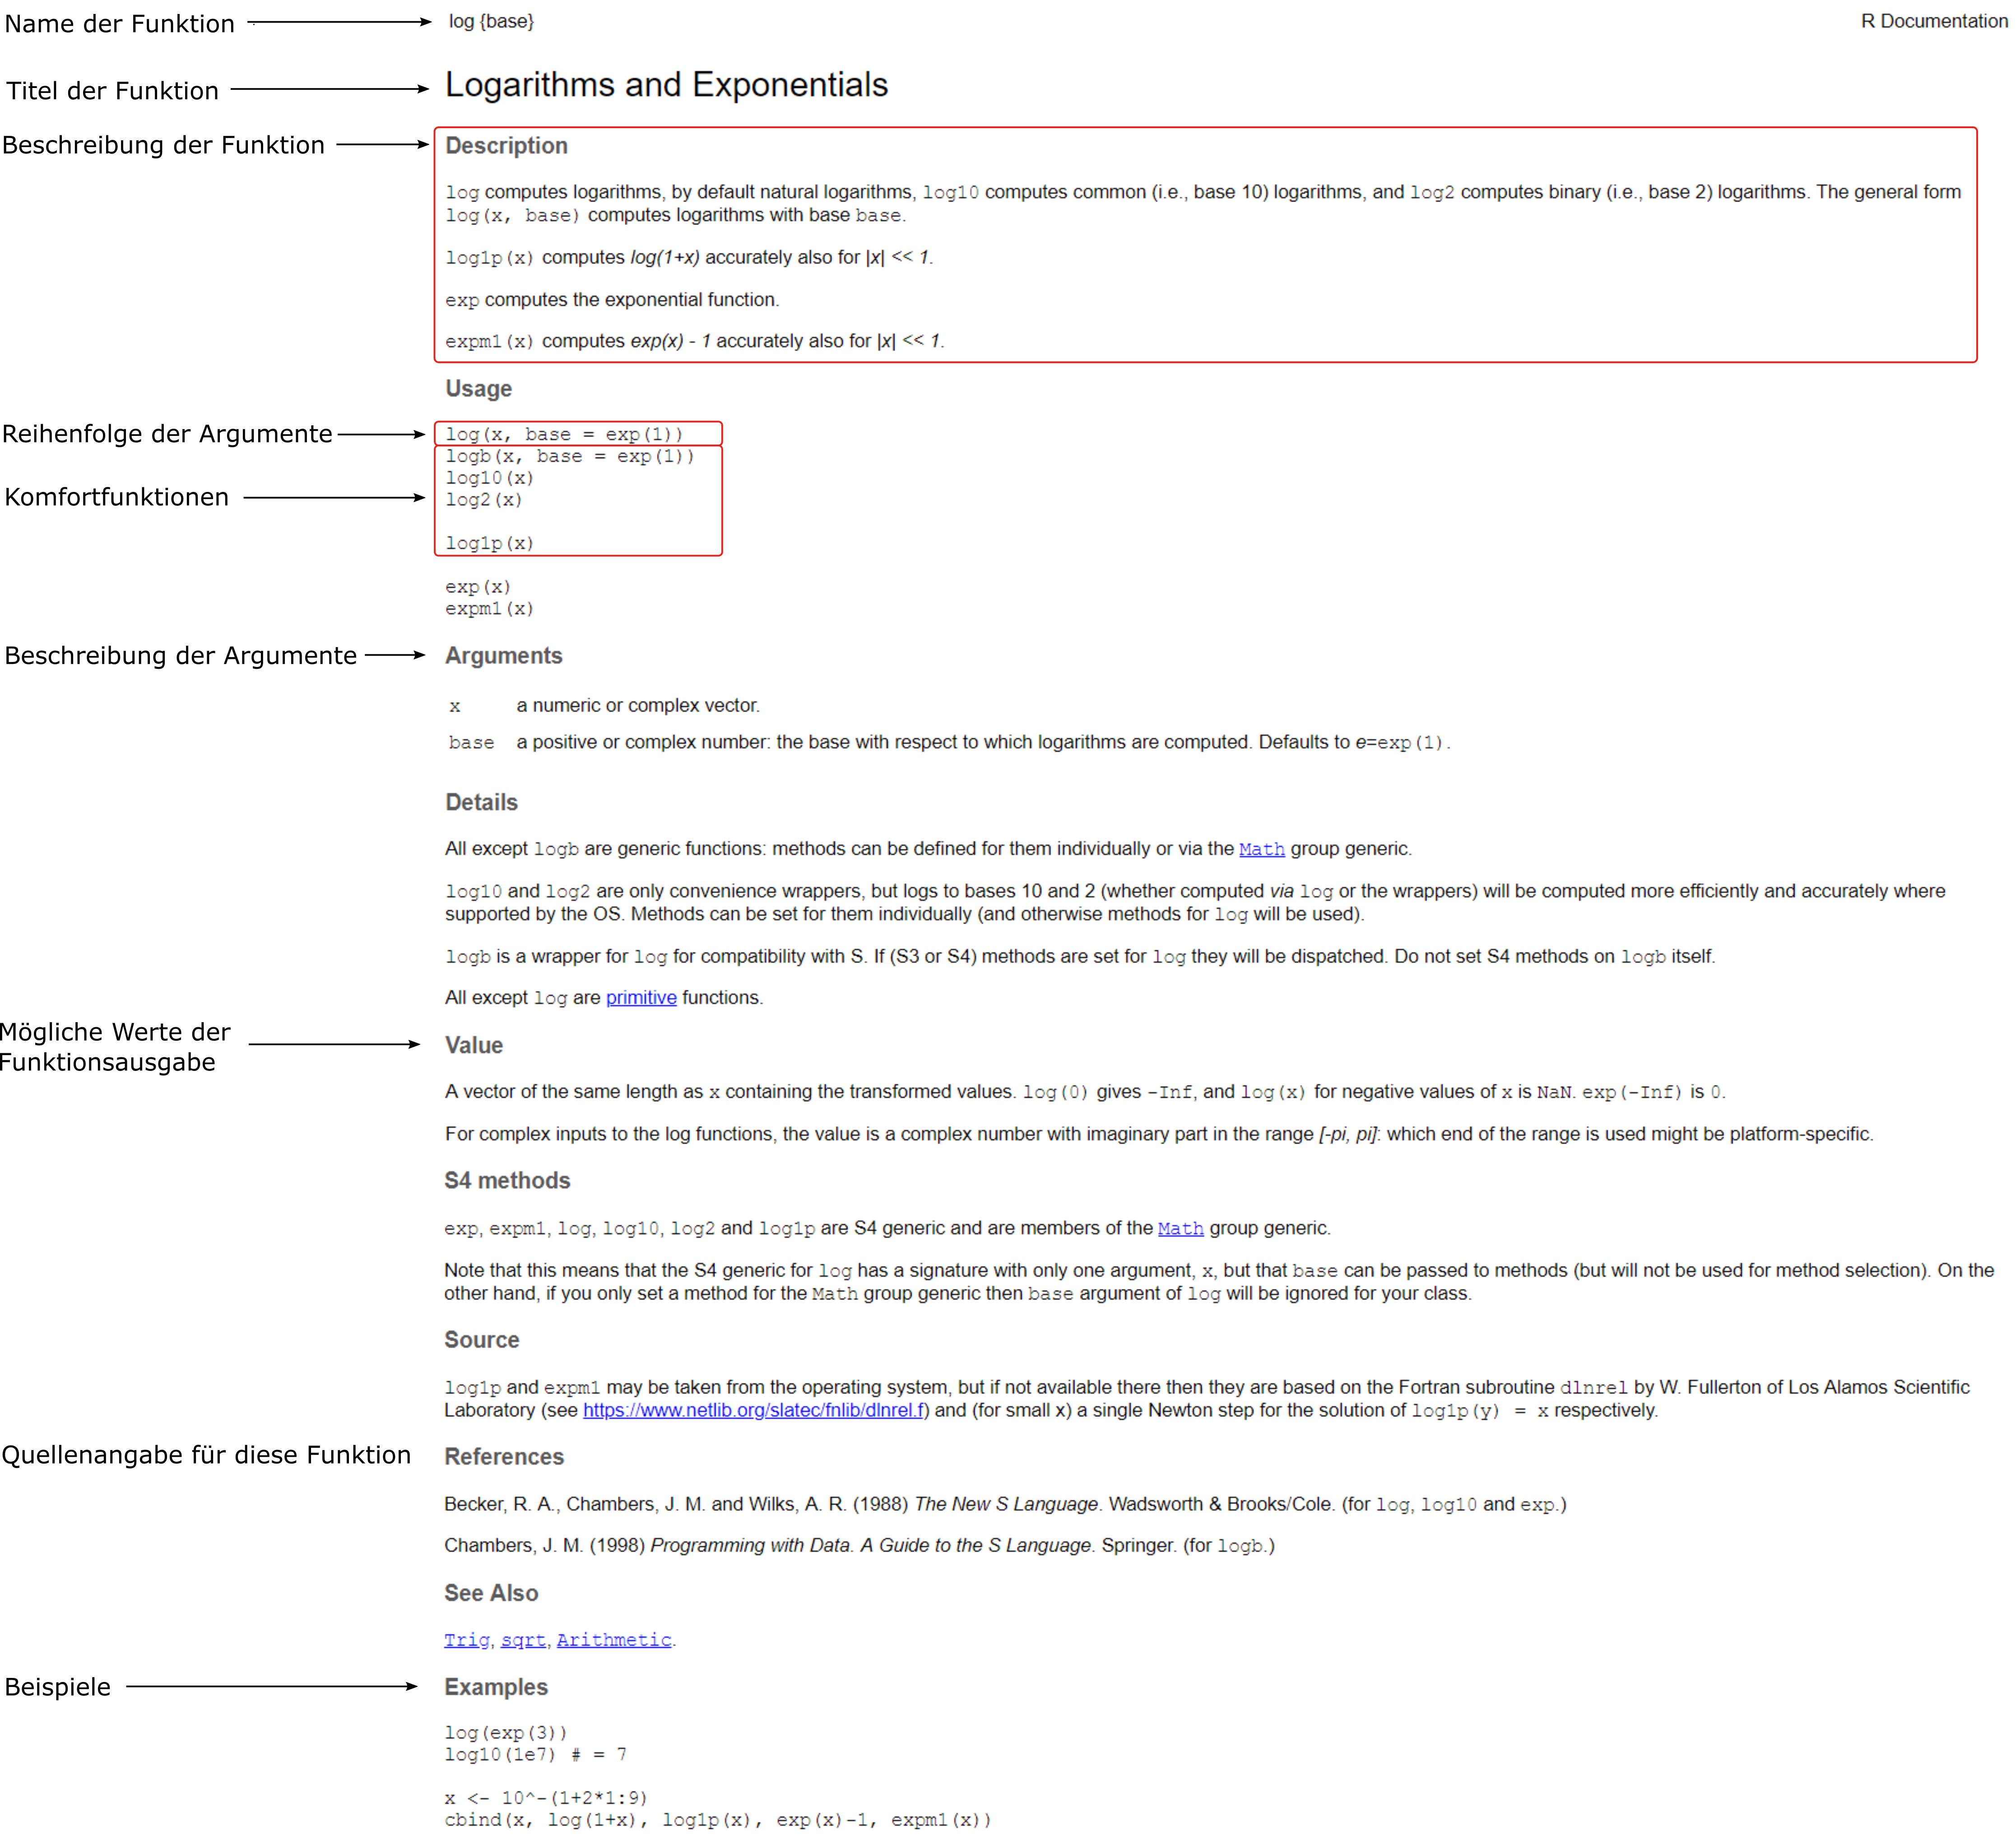 Name der Funktion
log {base}
R Documentation
Titel der Funktion
Logarithms and Exponentials
Beschreibung der Funktion
Description
log computes logarithms, by default natural logarithms, log10 computes common (i.e., base 10) logarithms, and log2 computes binary (i.e., base 2) logarithms. The general form
log(x, base) computes logarithms with base base.
log1p(x) computes log(1+x) accurately also for |x| << 1.
exp computes the exponential function.
expm1(x) computes exp(x) - 1 accurately also for |x| << 1.
Usage
Reihenfolge der Argumente
log(x, base = exp(1))
logb(x, base = exp(1))
log10(x)
Komfortfunktionen
log2(x)
log1p(x)
exp(x)
expm1(x)
Beschreibung der Argumente
Arguments
x a numeric or complex vector.
base a positive or complex number: the base with respect to which logarithms are computed. Defaults to e=exp(1).
Details
All except logb are generic functions: methods can be defined for them individually or via the Math group generic.
log10 and log2 are only convenience wrappers, but logs to bases 10 and 2 (whether computed via log or the wrappers) will be computed more efficiently and accurately where
supported by the OS. Methods can be set for them individually (and otherwise methods for log will be used).
logb is a wrapper for log for compatibility with S. If (S3 or S4) methods are set for log they will be dispatched. Do not set S4 methods on logb itself.
All except log are primitive functions.
Mögliche Werte der
Funktionsausgabe
Value
A vector of the same length as x containing the transformed values. log(0) gives -Inf, and log(x) for negative values of x is NaN. exp(-Inf) is 0.
For complex inputs to the log functions, the value is a complex number with imaginary part in the range [-pi, pi]: which end of the range is used might be platform-specific.
S4 methods
exp, expm1, log, log10, log2 and log1p are S4 generic and are members of the Math group generic.
Note that this means that the S4 generic for log has a signature with only one argument, x, but that base can be passed to methods (but will not be used for method selection). On the
other hand, if you only set a method for the Math group generic then base argument of log will be ignored for your class.
Source
log1p and expm1 may be taken from the operating system, but if not available there then they are based on the Fortran subroutine dlnrel by W. Fullerton of Los Alamos Scientific
Laboratory (see https://www.netlib.org/slatec/fnlib/dlnrel.f) and (for small x) a single Newton step for the solution of log1p(y) = x respectively.
Quellenangabe für diese Funktion
References
Becker, R. A., Chambers, J. M. and Wilks, A. R. (1988) The New S Language. Wadsworth & Brooks/Cole. (for log, log10 and exp.)
Chambers, J. M. (1998) Programming with Data. A Guide to the S Language. Springer. (for logb.)
See Also
Trig, sqrt, Arithmetic.
Beispiele
Examples
log(exp(3))
log10(1e7) # = 7
x <- 10^-(1+2*1:9)
cbind(x, log(1+x), log1p(x), exp(x)-1, expm1(x))